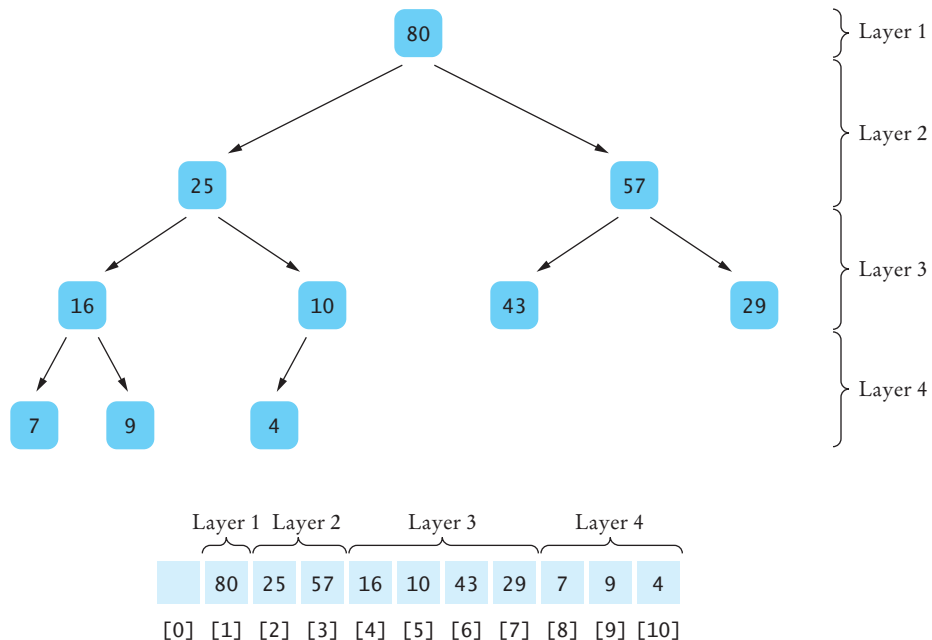 80
Layer 1
Layer 2
25
57
Layer 3
16
10
43
29
Layer 4
7
9
4
Layer 1 Layer 2 Layer 3 Layer 4
80 25 57 16 10 43 29 7 9 4
[0] [1] [2] [3] [4] [5] [6] [7] [8] [9] [10]